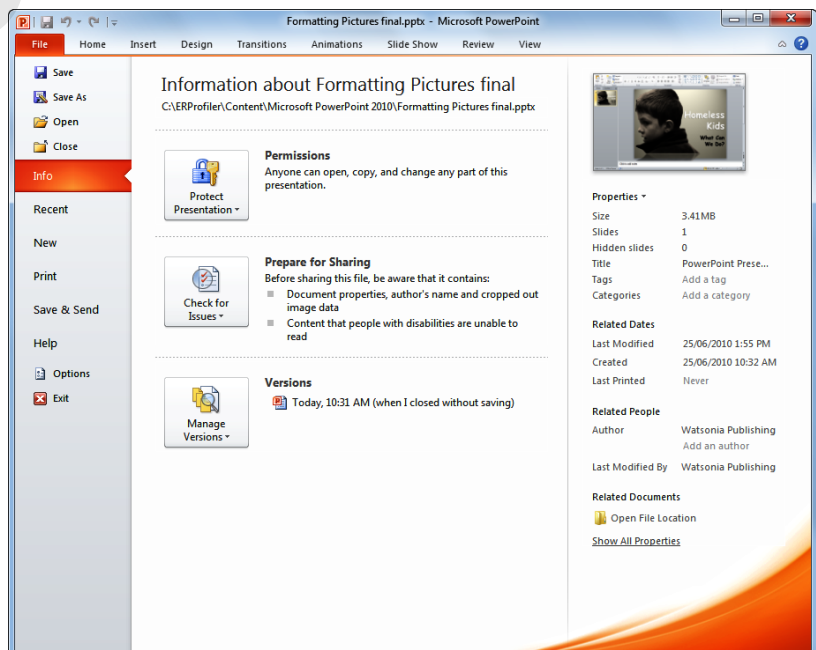 Formatting Pictures final.pptx - Microsoft PowerPoint
File Home Insert Design Transitions Animations Slide Show Review View
Save
Save As
Open
Close
Info
Recent
New
Print
Save & Send
Help
Options
Exit
Information about Formatting Pictures final
C:\ERProfiler\Content\Microsoft PowerPoint 2010\Formatting Pictures final.pptx
Protect
Presentation
Permissions
Anyone can open, copy, and change any part of this
presentation.
Check for
Issues
Prepare for Sharing
Before sharing this file, be aware that it contains:
Document properties, author's name and cropped out
image data
Content that people with disabilities are unable to
read
Manage
Versions
Versions
Today, 10:31 AM (when I closed without saving)
Homeless
Kids
What Can
We Do?
Properties
Size 3.41MB
Slides 1
Hidden slides 0
Title PowerPoint Prese...
Tags Add a tag
Categories Add a category
Related Dates
Last Modified 25/06/2010 1:55 PM
Created 25/06/2010 10:32 AM
Last Printed Never
Related People
Author Watsonia Publishing
Add an author
Last Modified By Watsonia Publishing
Related Documents
Open File Location
Show All Properties